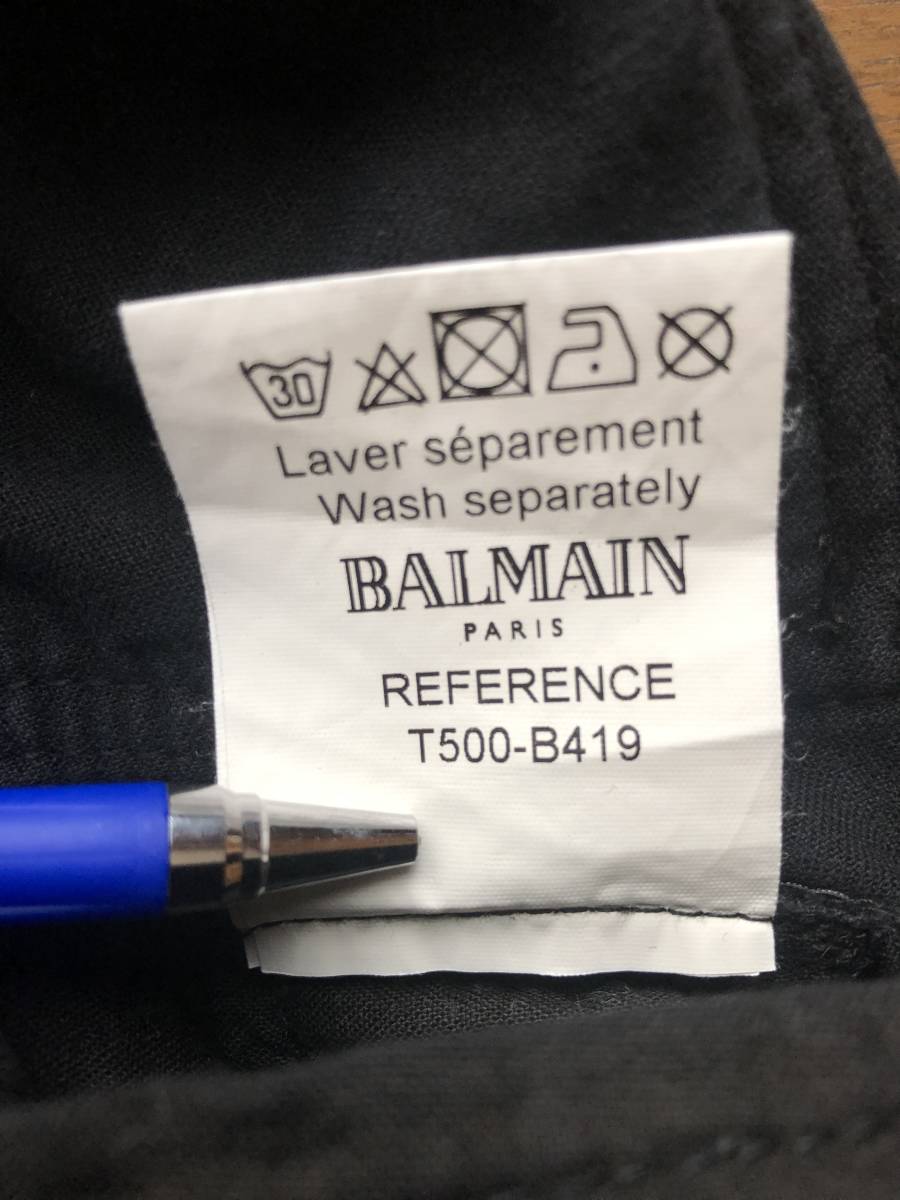 30
Laver séparement
Wash separately
BALMAIN
PARIS
REFERENCE
T500-B419